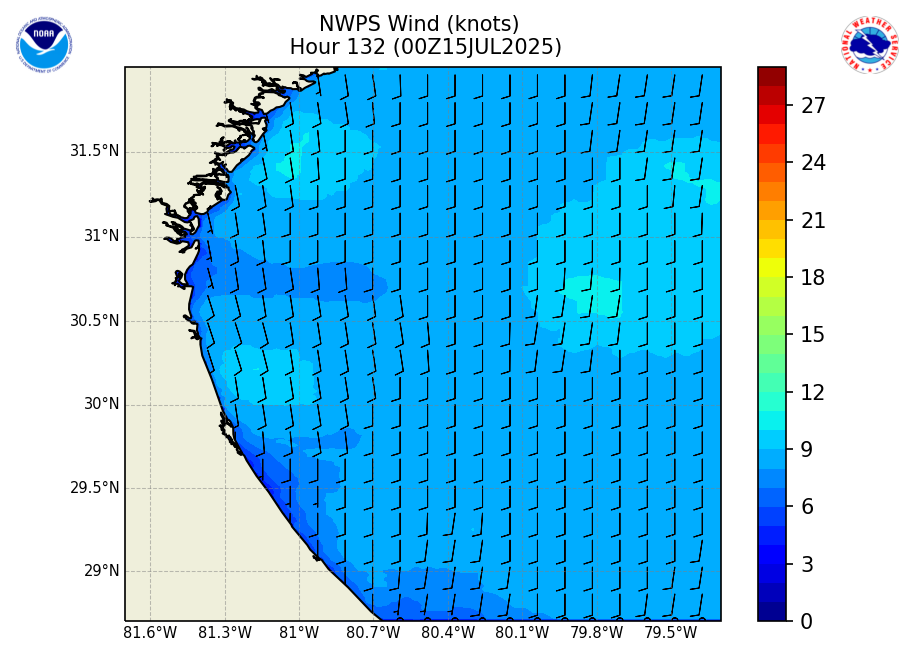 NWPS Wind (knots)
Hour 132 (00Z15JUL2025)
NOAA
NATIONAL WEATHER SERVICE
31.5°N
31°N
30.5°N
30°N
29.5°N
29°N
81.6°W 81.3°W 81°W 80.7°W 80.4°W 80.1°W 79.8°W 79.5°W
27
24
21
18
15
12
9
6
3
0